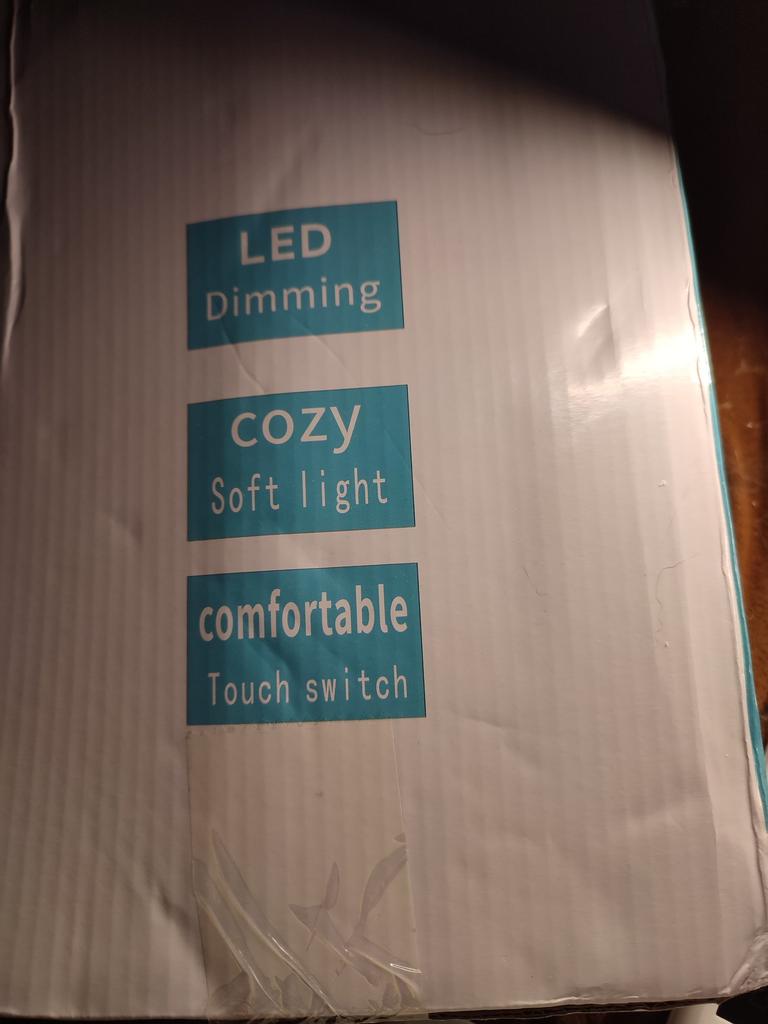 LED
Dimming
cozy
Soft light
comfortable
Touch switch